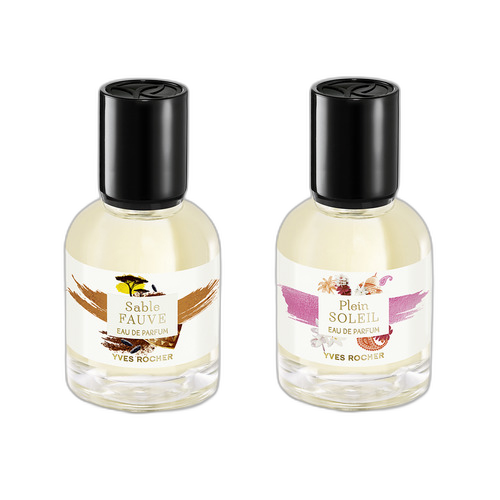 Sable
FAUVE
EAU DE PARFUM
YVES ROCHER
Plein
SOLEIL
EAU DE PARFUM
YVES ROCHER